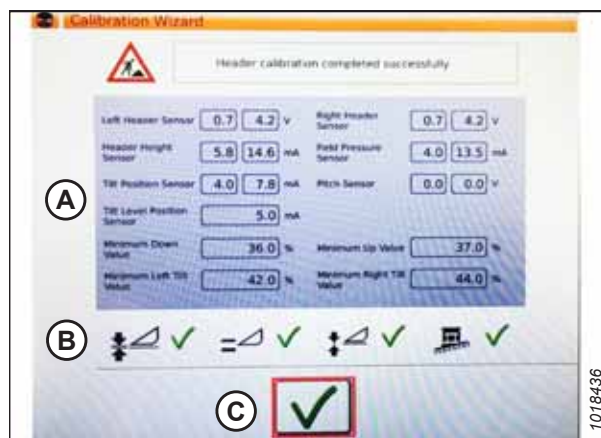 Calibration Wizard
Header calibration completed successfully
Left Header Sensor 0.7 4.2 V Right Header Sensor 0.7 4.2 V
Header Height Sensor 5.8 14.6 mA Field Pressure Sensor 4.0 13.5 mA
Tilt Position Sensor 4.0 7.8 mA Pitch Sensor 0.0 0.0 V
A
Tilt Level Position Sensor 5.0 mA
Minimum Down Value 36.0 % Minimum Up Value 37.0 %
Minimum Left Tilt Value 42.0 % Minimum Right Tilt Value 44.0 %
B
C
1018436